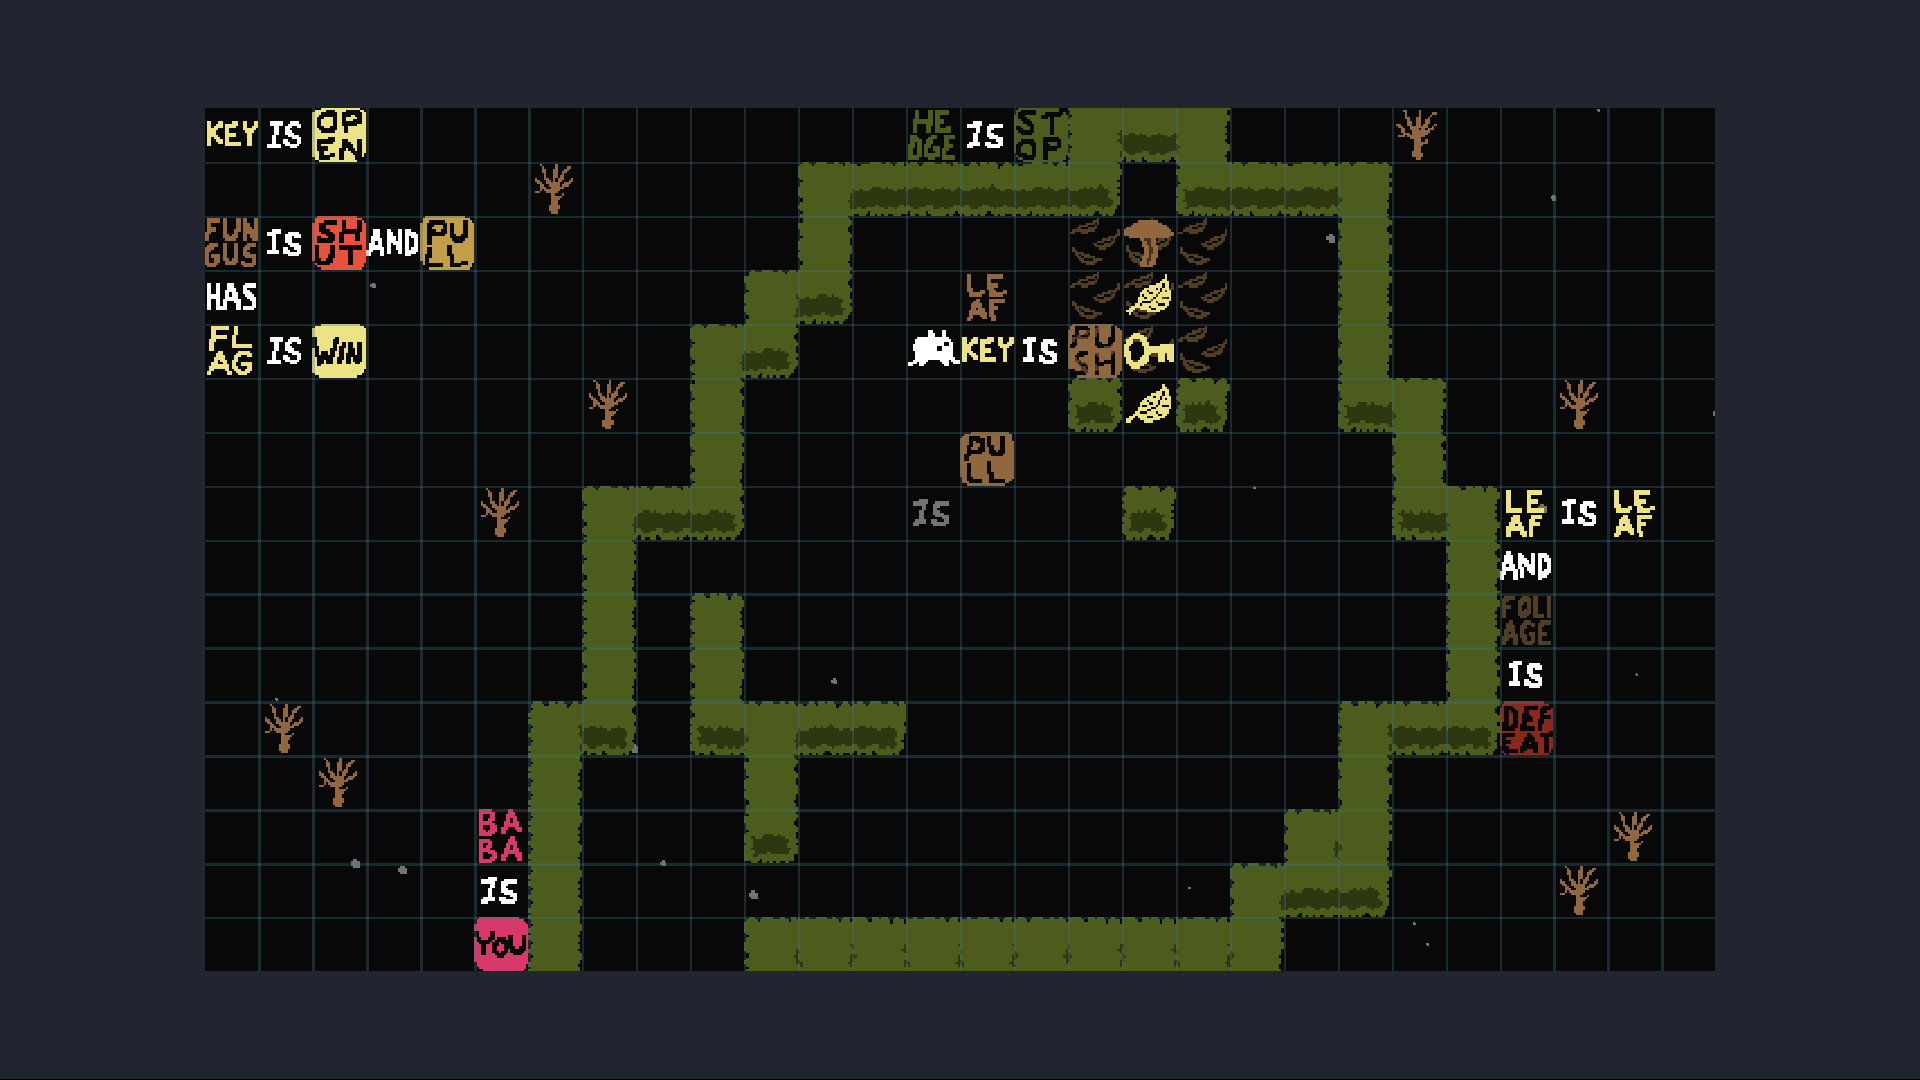 KEY IS OPEN HEDGE IS STOP
FUNGUS IS SHUT AND PULL
HAS LEAF
FLAG IS WIN KEY IS PUSH
PULL
IS LEAF IS LEAF
AND
FOLIAGE
IS
DEFEAT
BABA
IS
YOU